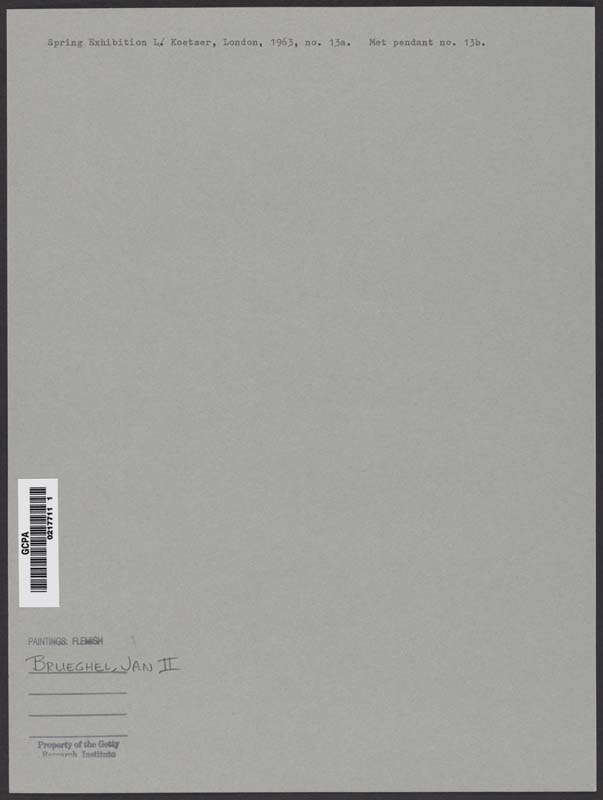 Spring Exhibition L. Koetser, London, 1963, no. 13a. Met pendant no. 13b.
GCPA
0217711 1
PAINTINGS: FLEMISH
BRUEGHEL, JAN II
Property of the Getty
Research Institute